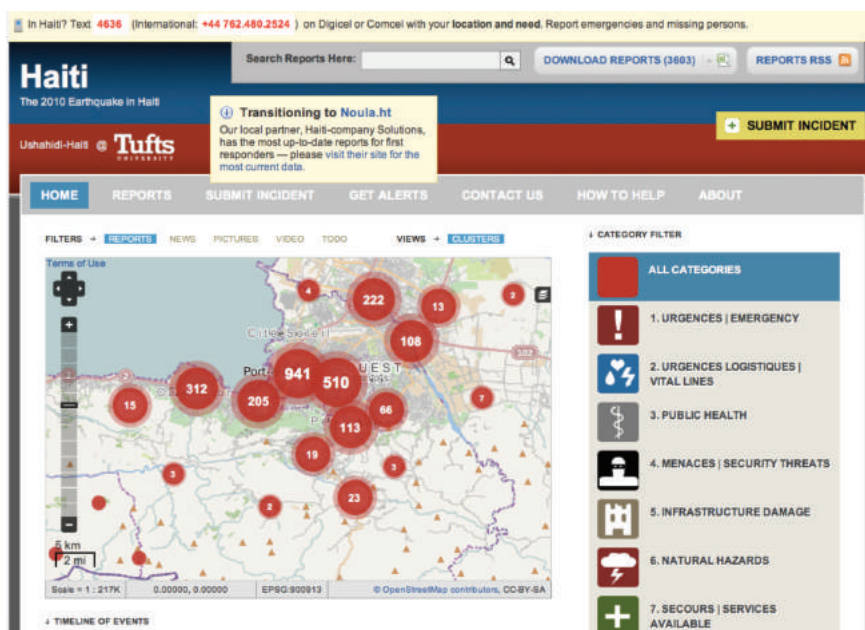 In Haiti? Text 4636 (International: +44 762.480.2524 ) on Digicel or Comcel with your location and need. Report emergencies and missing persons.
Search Reports Here:
DOWNLOAD REPORTS (3603)
REPORTS RSS
Haiti
The 2010 Earthquake in Haiti
Transitioning to Noula.ht
Our local partner, Haiti-company Solutions,
has the most up-to-date reports for first
responders — please visit their site for the
most current data.
SUBMIT INCIDENT
Ushahidi-Haiti @ Tufts
UNIVERSITY
HOME REPORTS SUBMIT INCIDENT GET ALERTS CONTACT US HOW TO HELP ABOUT
FILTERS → REPORTS NEWS PICTURES VIDEO TODO VIEWS → CLUSTERS
Terms of Use
4
222
13
2
Cite Soleil
108
102
Port
941
510
OUEST
312
205
15
66
7
113
19
3
3
23
2
5 km
2 mi
Scale = 1 : 217K 0.00000, 0.00000 EPSG:900913 © OpenStreetMap contributors, CC-BY-SA
↓ TIMELINE OF EVENTS
↓ CATEGORY FILTER
ALL CATEGORIES
1. URGENCES | EMERGENCY
2. URGENCES LOGISTIQUES |
VITAL LINES
3. PUBLIC HEALTH
4. MENACES | SECURITY THREATS
5. INFRASTRUCTURE DAMAGE
6. NATURAL HAZARDS
7. SECOURS | SERVICES
AVAILABLE